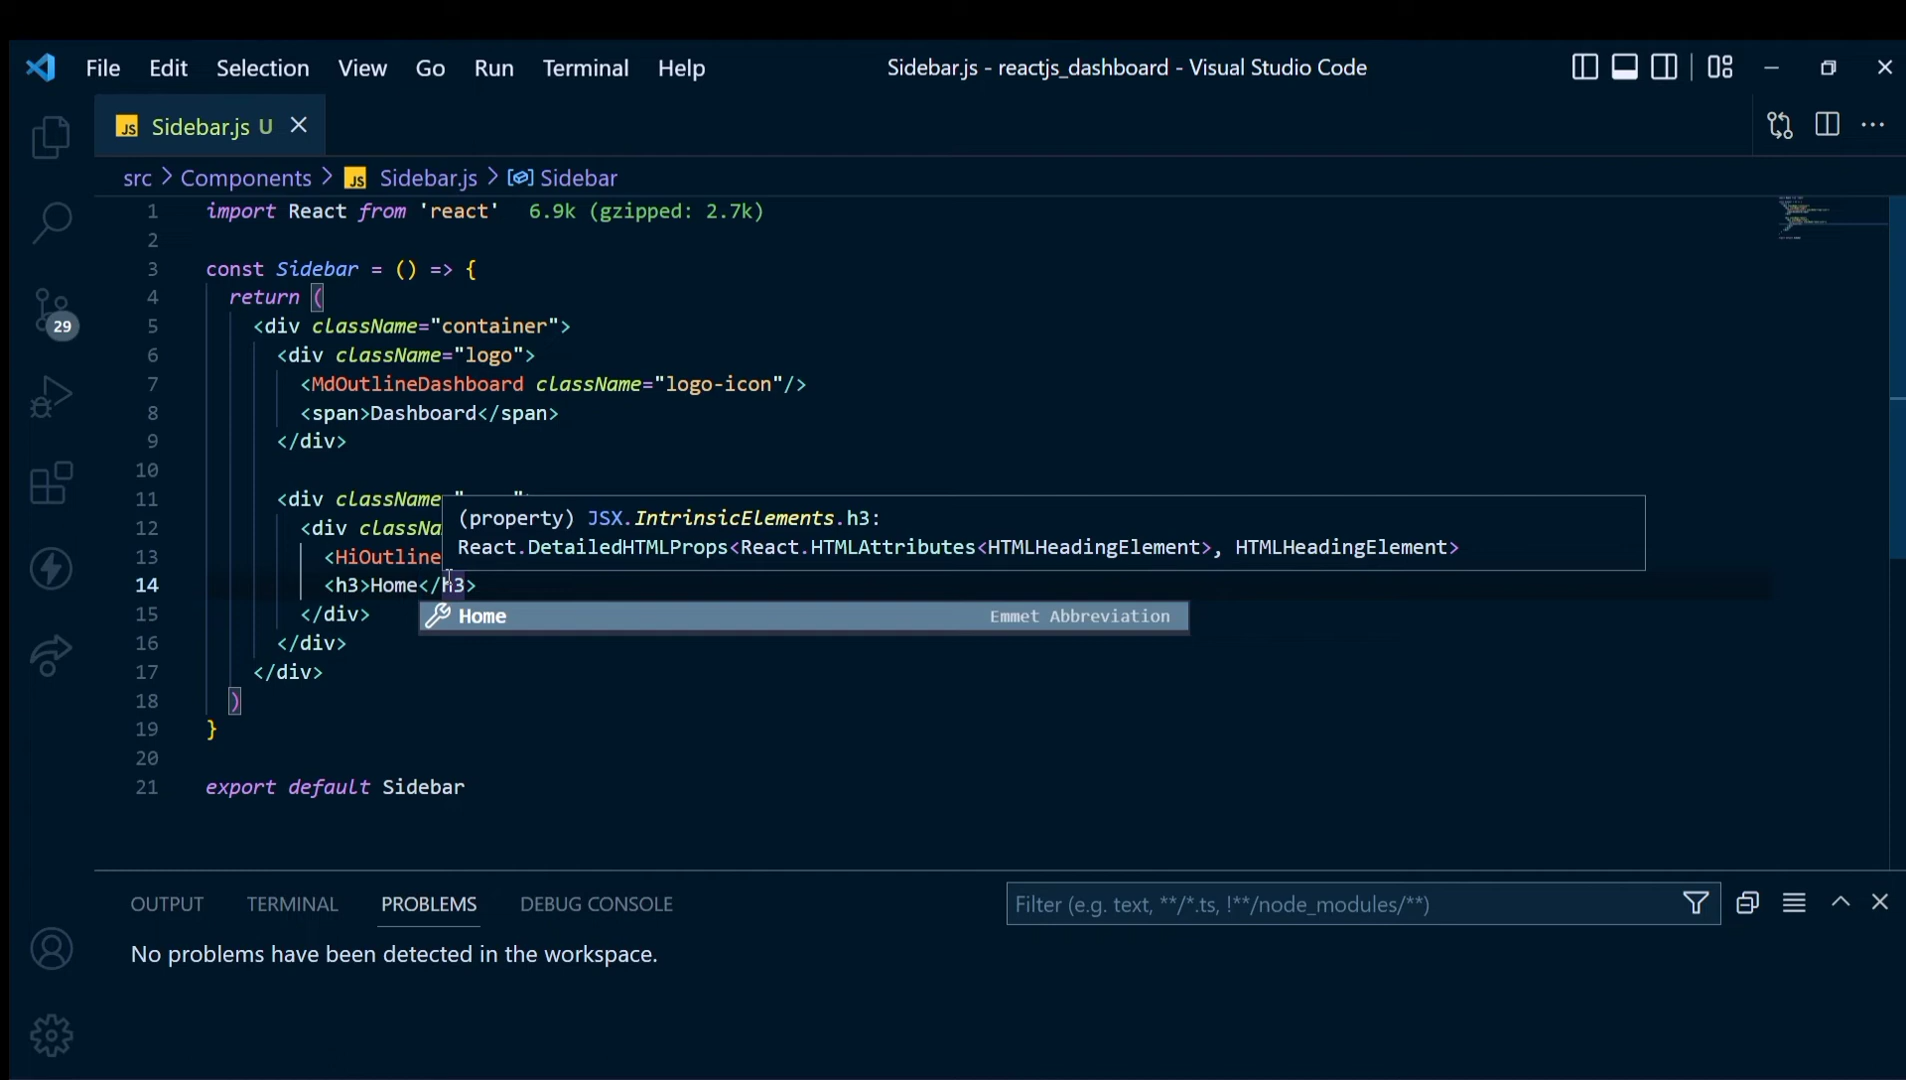 File Edit Selection View Go Run Terminal Help Sidebar.js - reactjs_dashboard - Visual Studio Code
JS Sidebar.js U
src > Components > JS Sidebar.js > Sidebar
1 import React from 'react' 6.9k (gzipped: 2.7k)
2
3 const Sidebar = () => {
4 return (
5 <div className="container">
6 <div className="logo">
7 <MdOutlineDashboard className="logo-icon"/>
8 <span>Dashboard</span>
9 </div>
10
11 <div className
(property) JSX.IntrinsicElements.h3:
12 <div classNa
React.DetailedHTMLProps<React.HTMLAttributes<HTMLHeadingElement>, HTMLHeadingElement>
13 <HiOutline
14 <h3>Home</h3>
15 </div>
Home Emmet Abbreviation
16 </div>
17 </div>
18 )
19 }
20
21 export default Sidebar
29
OUTPUT TERMINAL PROBLEMS DEBUG CONSOLE Filter (e.g. text, **/*.ts, !**/node_modules/**)
No problems have been detected in the workspace.